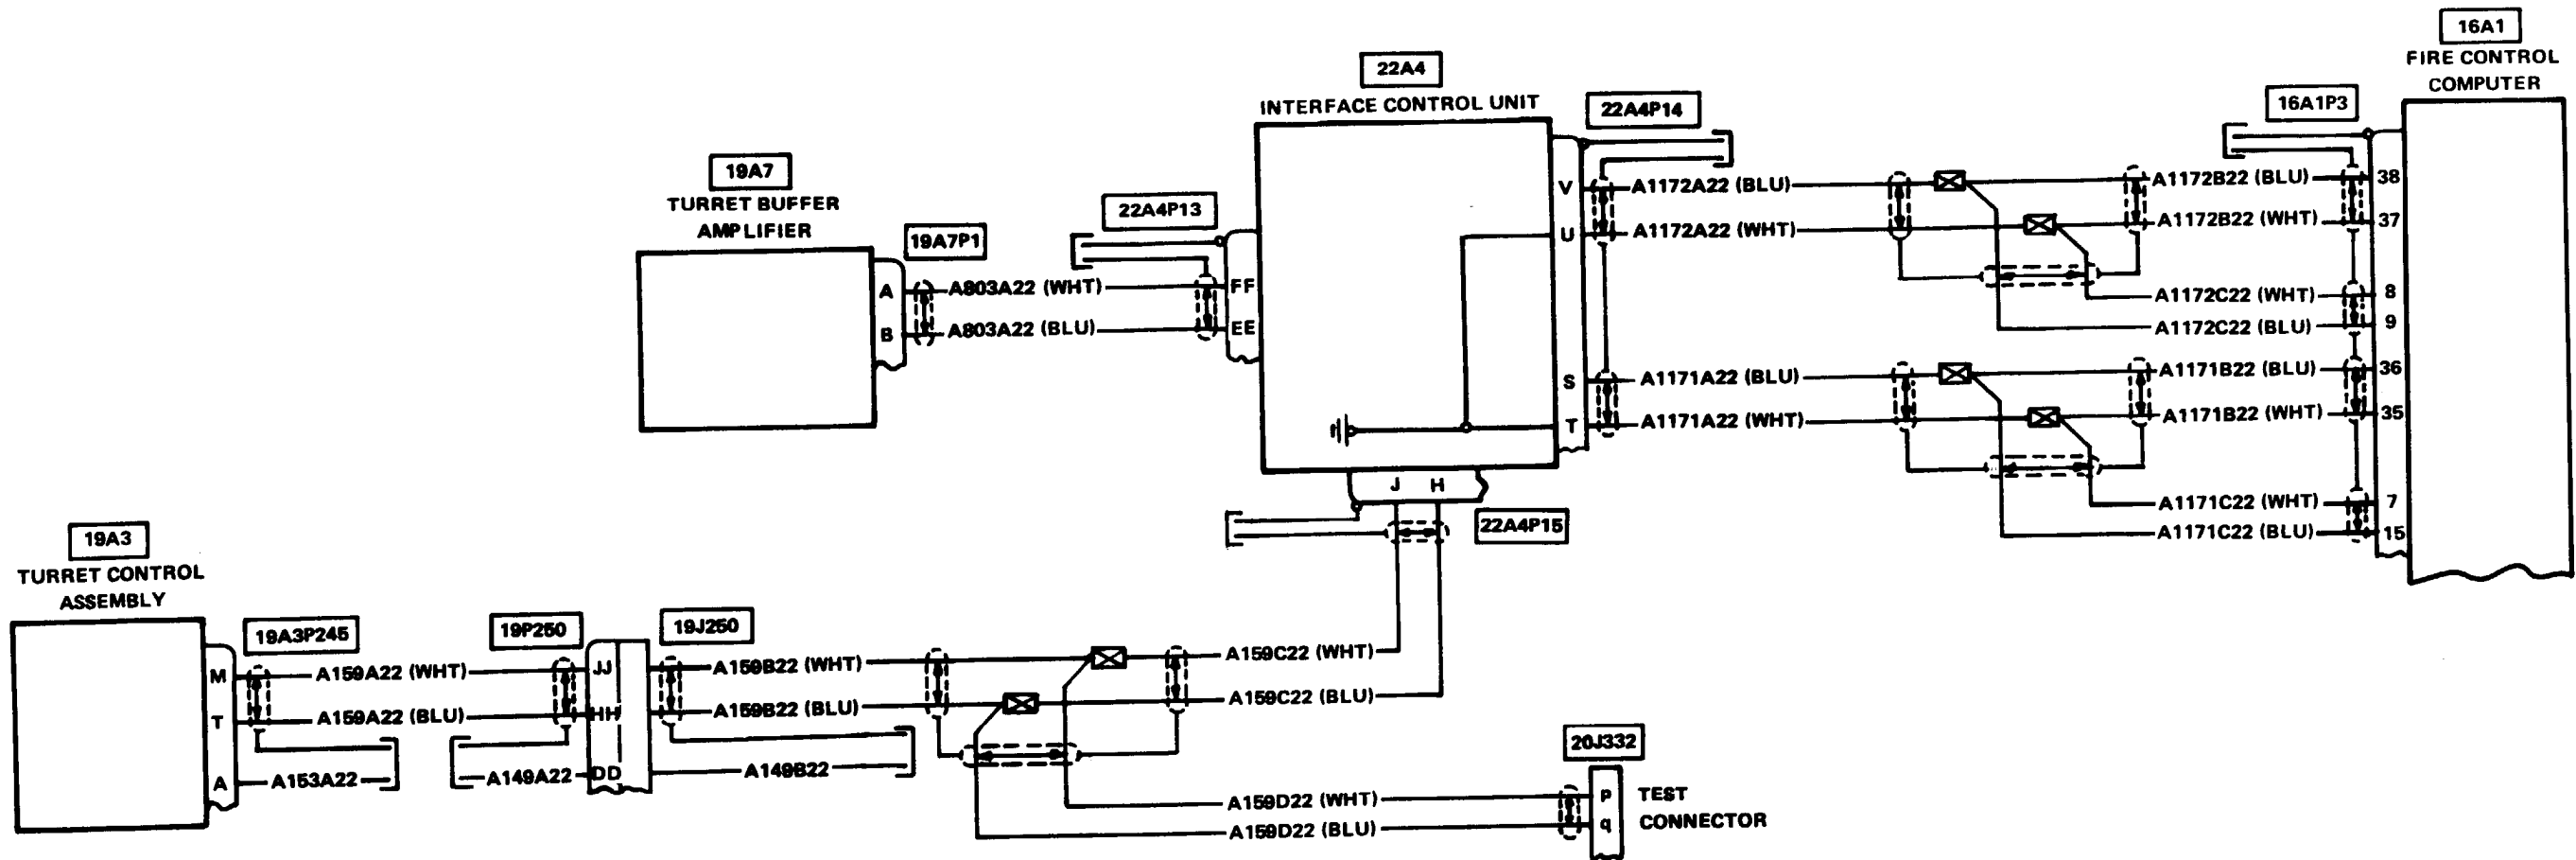 16A1
FIRE CONTROL
COMPUTER
22A4
INTERFACE CONTROL UNIT
22A4P14
16A1P3
19A7
TURRET BUFFER
AMPLIFIER
19A7P1
22A4P13
A
B
A803A22 (WHT)
A803A22 (BLU)
FF
EE
V
U
S
T
A1172A22 (BLU)
A1172A22 (WHT)
A1171A22 (BLU)
A1171A22 (WHT)
A1172B22 (BLU)
A1172B22 (WHT)
A1172C22 (WHT)
A1172C22 (BLU)
A1171B22 (BLU)
A1171B22 (WHT)
A1171C22 (WHT)
A1171C22 (BLU)
38
37
8
9
36
35
7
15
J H
22A4P15
19A3
TURRET CONTROL
ASSEMBLY
19A3P245
19P250
19J250
M
T
A
A159A22 (WHT)
A159A22 (BLU)
A153A22
A149A22
JJ
HH
DD
A159B22 (WHT)
A159B22 (BLU)
A149B22
A159C22 (WHT)
A159C22 (BLU)
A159D22 (WHT)
A159D22 (BLU)
20J332
p
q
TEST
CONNECTOR